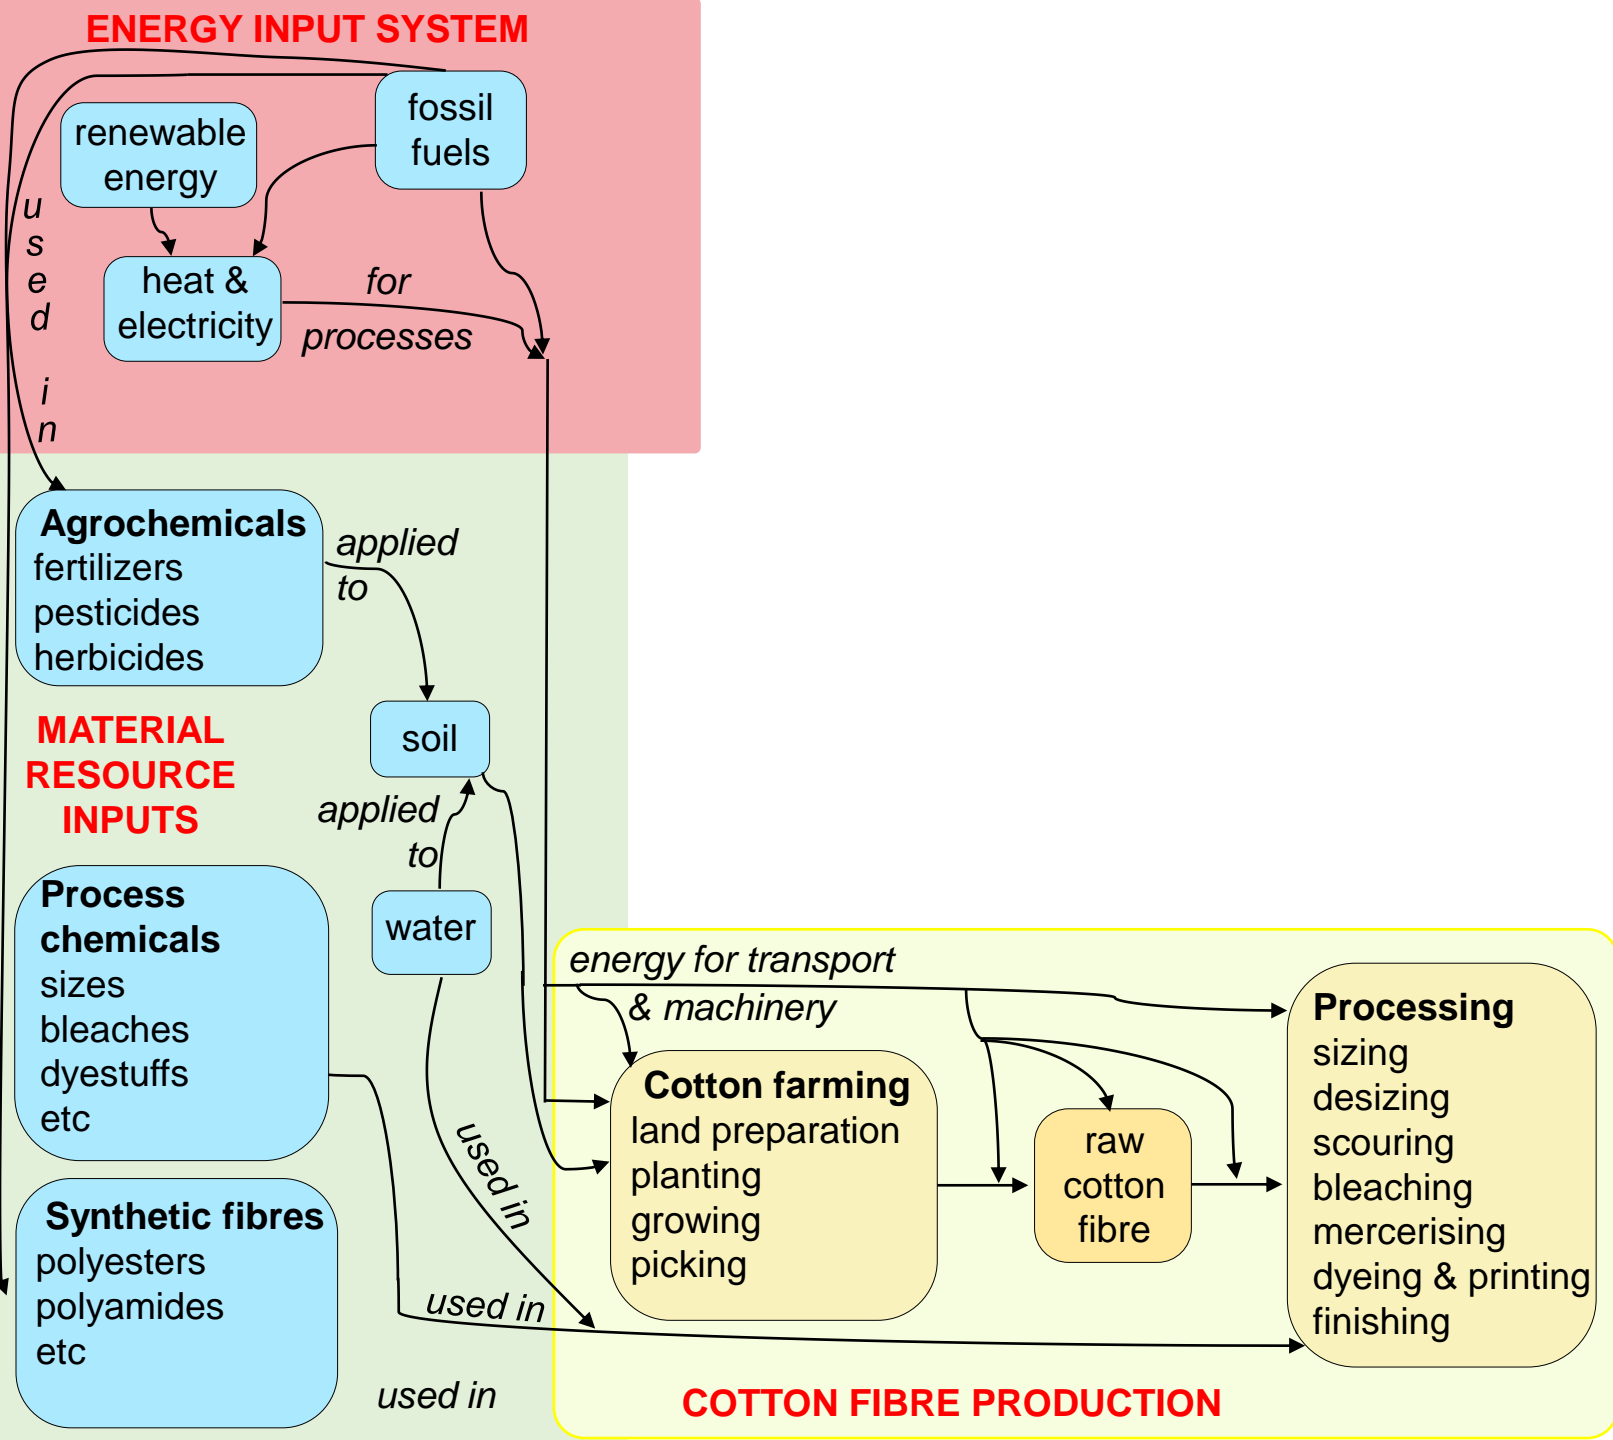 ENERGY INPUT SYSTEM
fossil
fuels
renewable
energy
used in
heat &
electricity
for
processes
Agrochemicals
fertilizers
pesticides
herbicides
applied
to
MATERIAL
RESOURCE
INPUTS
soil
applied
to
water
Process
chemicals
sizes
bleaches
dyestuffs
etc
energy for transport
& machinery
Cotton farming
land preparation
planting
growing
picking
raw
cotton
fibre
Processing
sizing
desizing
scouring
bleaching
mercerising
dyeing & printing
finishing
used in
used in
Synthetic fibres
polyesters
polyamides
etc
used in
COTTON FIBRE PRODUCTION